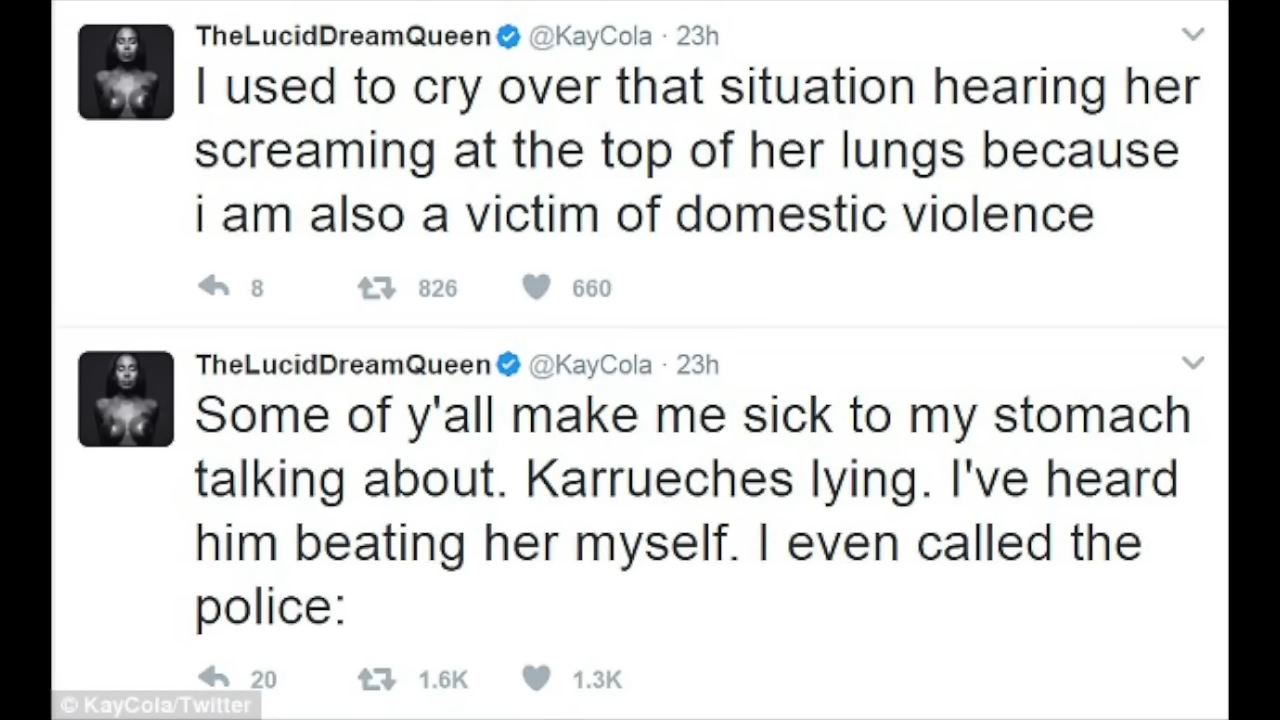 TheLucidDreamQueen @KayCola · 23h
I used to cry over that situation hearing her
screaming at the top of her lungs because
i am also a victim of domestic violence
8 826 660
TheLucidDreamQueen @KayCola · 23h
Some of y'all make me sick to my stomach
talking about. Karrueches lying. I've heard
him beating her myself. I even called the
police:
20 1.6K 1.3K
© KayCola/Twitter